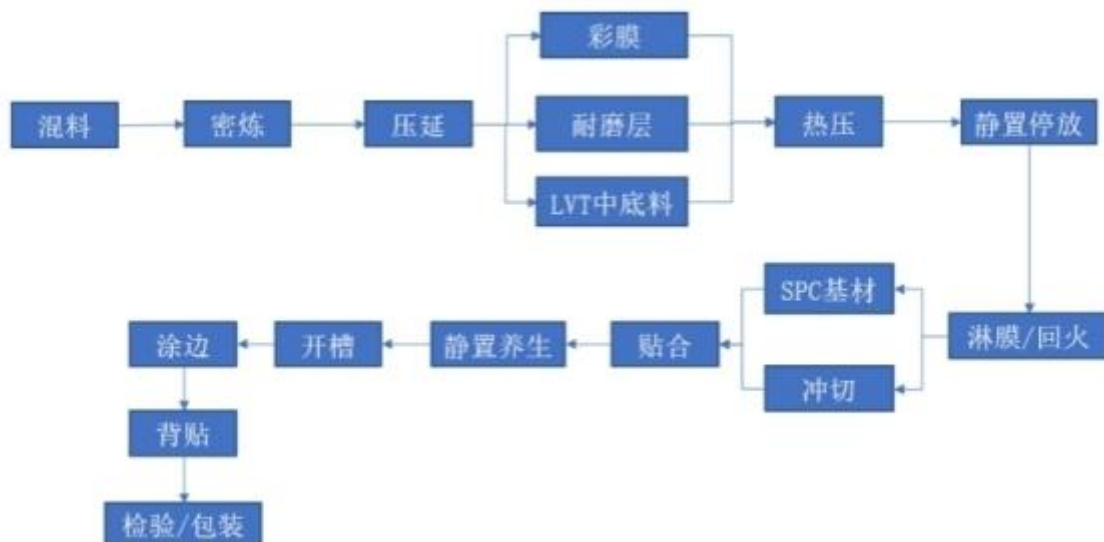 混料
密炼
压延
彩膜
耐磨层
LVT中底料
热压
静置停放
淋膜/回火
SPC基材
冲切
贴合
静置养生
开槽
涂边
背贴
检验/包装